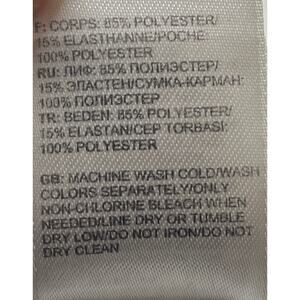 F: CORPS: 85% POLYESTER/
15% ELASTHANNE/POCHE:
100% POLYESTER
RU: ЛИФ: 85% ПОЛИЭСТЕР/
15% ЭЛАСТЕН/СУМКА-КАРМАН:
100% ПОЛИЭСТЕР
TR: BEDEN: 85% POLYESTER/
15% ELASTAN/CEP TORBASI:
100% POLYESTER
GB: MACHINE WASH COLD/WASH
COLORS SEPARATELY/ONLY
NON-CHLORINE BLEACH WHEN
NEEDED/LINE DRY OR TUMBLE
DRY LOW/DO NOT IRON/DO NOT
DRY CLEAN